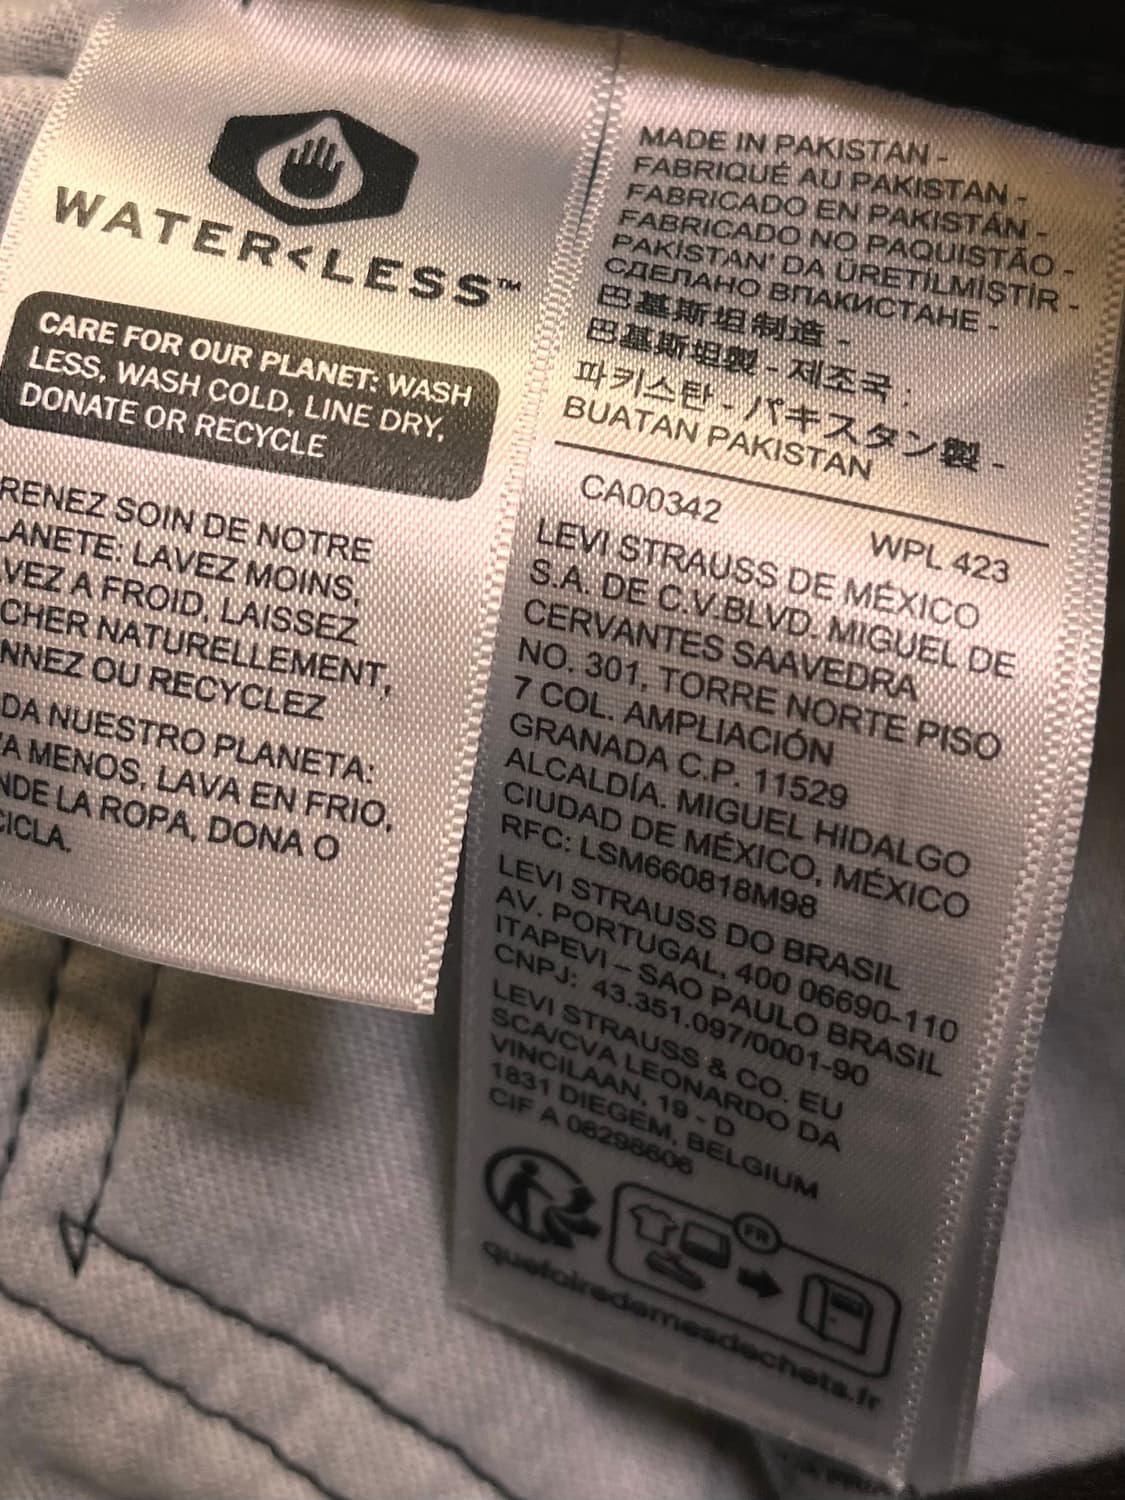 WATER<LESS™
CARE FOR OUR PLANET: WASH
LESS, WASH COLD, LINE DRY,
DONATE OR RECYCLE
RENEZ SOIN DE NOTRE
LANETE: LAVEZ MOINS,
VEZ A FROID, LAISSEZ
CHER NATURELLEMENT,
NNEZ OU RECYCLEZ
DA NUESTRO PLANETA:
A MENOS, LAVA EN FRIO,
NDE LA ROPA, DONA O
CICLA.
MADE IN PAKISTAN -
FABRIQUÉ AU PAKISTAN -
FABRICADO EN PAKISTÁN -
FABRICADO NO PAQUISTÃO -
PAKİSTAN' DA ÜRETİLMİŞTİR -
СДЕЛАНО ВПАКИСТАНЕ -
巴基斯坦制造 -
巴基斯坦製 - 제조국 :
파키스탄 - パキスタン製 -
BUATAN PAKISTAN
CA00342 WPL 423
LEVI STRAUSS DE MÉXICO
S.A. DE C.V.BLVD. MIGUEL DE
CERVANTES SAAVEDRA
NO. 301, TORRE NORTE PISO
7 COL. AMPLIACIÓN
GRANADA C.P. 11529
ALCALDÍA. MIGUEL HIDALGO
CIUDAD DE MÉXICO, MÉXICO
RFC: LSM660818M98
LEVI STRAUSS DO BRASIL
AV. PORTUGAL, 400 06690-110
ITAPEVI – SAO PAULO BRASIL
CNPJ: 43.351.097/0001-90
LEVI STRAUSS & CO. EU
SCA/CVA LEONARDO DA
VINCILAAN, 19 - D
1831 DIEGEM, BELGIUM
CIF A 08298606
FR
quefairedemesdechets.fr